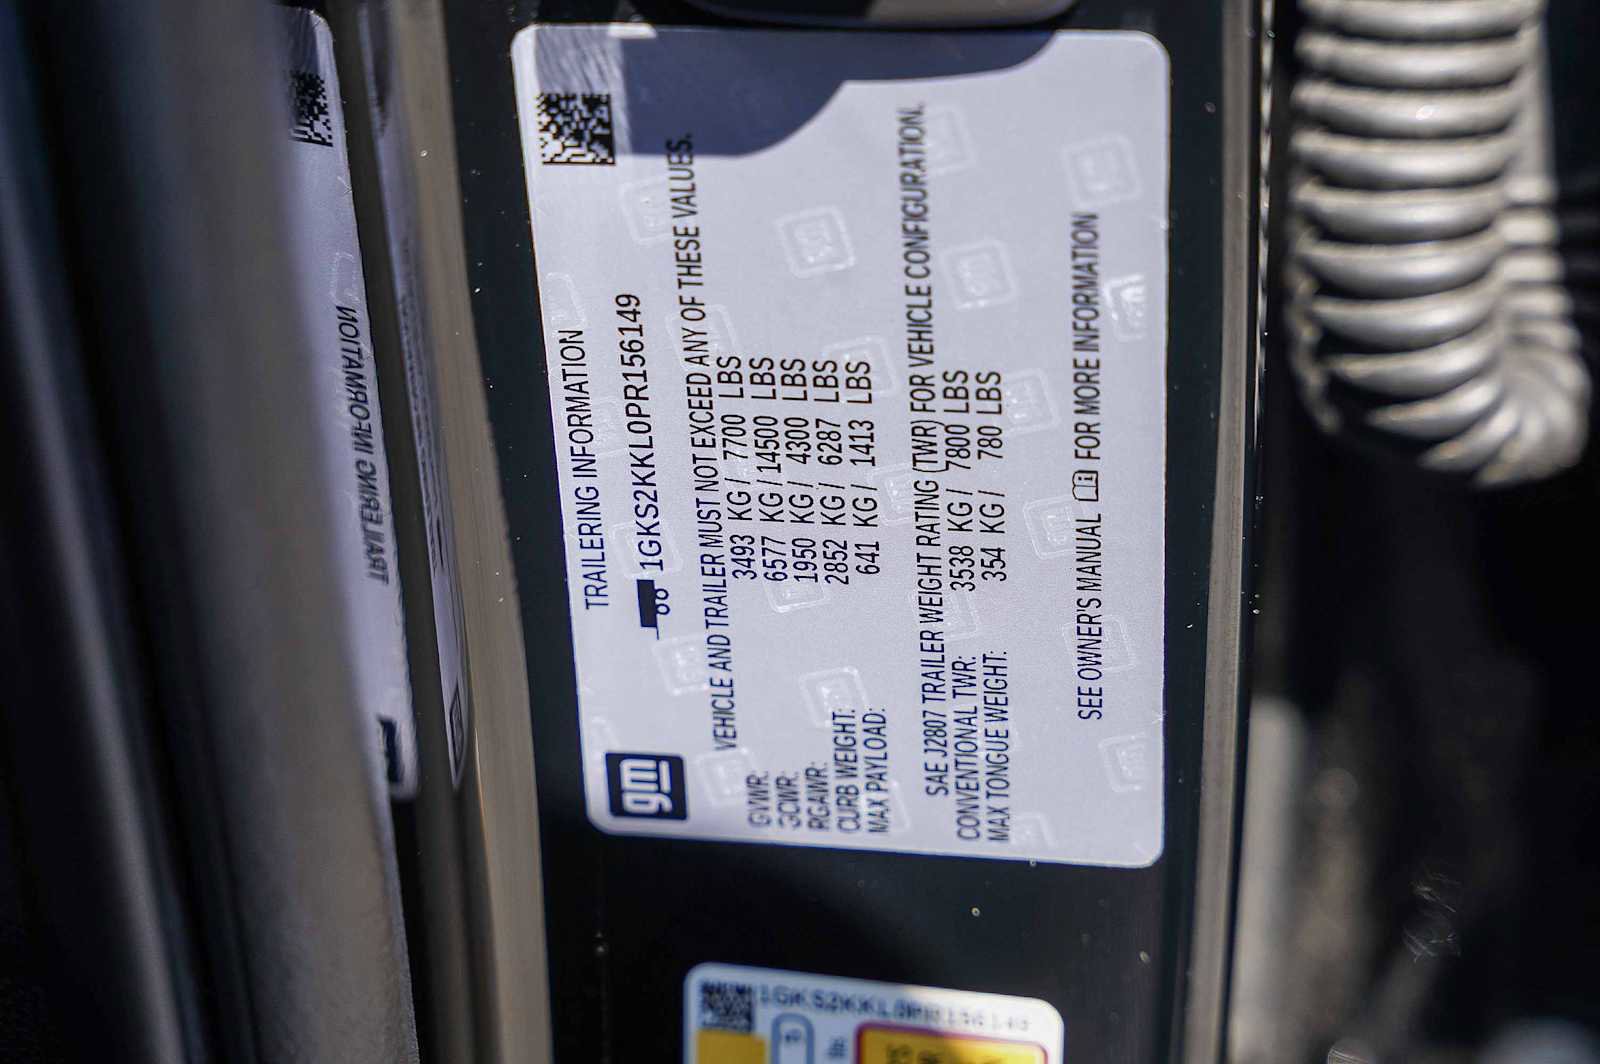 gm
TRAILERING INFORMATION
1GKS2KKL0PR156149
VEHICLE AND TRAILER MUST NOT EXCEED ANY OF THESE VALUES.
GVWR: 3493 KG / 7700 LBS
GCWR: 6577 KG / 14500 LBS
RGAWR: 1950 KG / 4300 LBS
CURB WEIGHT: 2852 KG / 6287 LBS
MAX PAYLOAD: 641 KG / 1413 LBS
SAE J2807 TRAILER WEIGHT RATING (TWR) FOR VEHICLE CONFIGURATION.
CONVENTIONAL TWR: 3538 KG / 7800 LBS
MAX TONGUE WEIGHT: 354 KG / 780 LBS
SEE OWNER'S MANUAL FOR MORE INFORMATION
1GKS2KKL0PR156149
TRAILERING INFORMATION